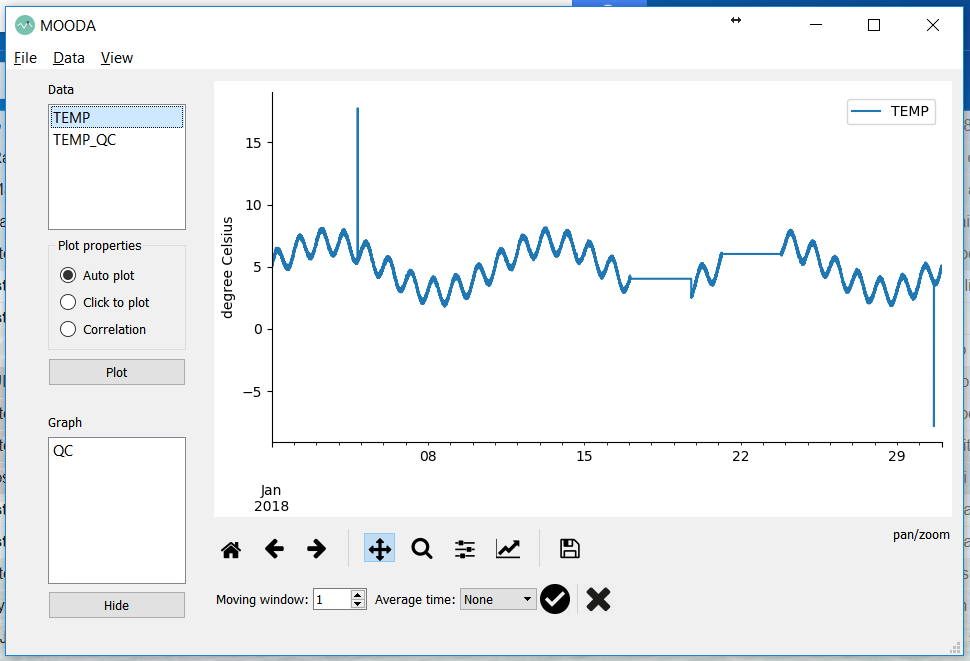 MOODA
File Data View
Data
TEMP
TEMP_QC
Plot properties
Auto plot
Click to plot
Correlation
Plot
Graph
QC
Hide
TEMP
degree Celsius
15
10
5
0
−5
08 15 22 29
Jan
2018
pan/zoom
Moving window: 1 Average time: None